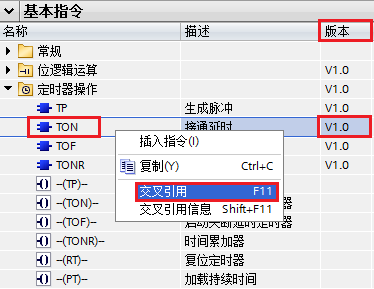 基本指令
名称 描述 版本
常规
位逻辑运算 V1.0
定时器操作 V1.0
TP 生成脉冲 V1.0
TON 接通延时 V1.0
TOF V1.0
TONR V1.0
插入指令(I)
复制(Y) Ctrl+C
交叉引用 F11
交叉引用信息 Shift+F11
-(TP)-
-(TON)-
-(TOF)- 启动关断延时定时器
-(TONR)- 时间累加器
-(RT)- 复位定时器
-(PT)- 加载持续时间